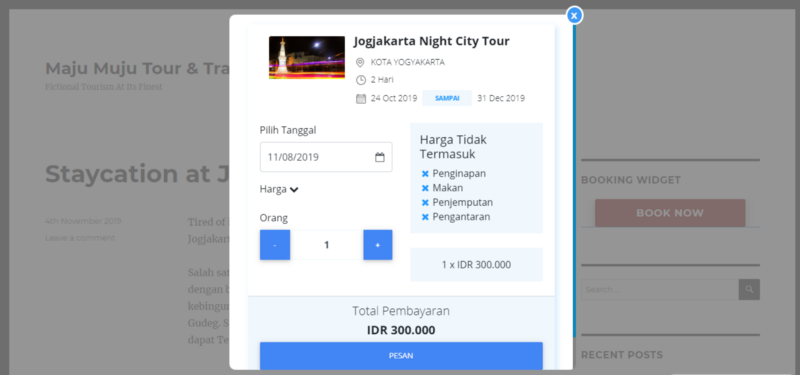 x
Jogjakarta Night City Tour
KOTA YOGYAKARTA
2 Hari
24 Oct 2019 SAMPAI 31 Dec 2019
Pilih Tanggal
11/08/2019
Harga
Orang
- 1 +
Harga Tidak
Termasuk
Penginapan
Makan
Penjemputan
Pengantaran
1 x IDR 300.000
Total Pembayaran
IDR 300.000
PESAN
Maju Muju Tour & Tra
Fictional Tourism At Its Finest
Staycation at J
4th November 2019
Leave a comment
Tired of
Jogjakar
Salah sa
dengan
kebingu
Gudeg, S
dapat Te
BOOKING WIDGET
BOOK NOW
Search ...
RECENT POSTS